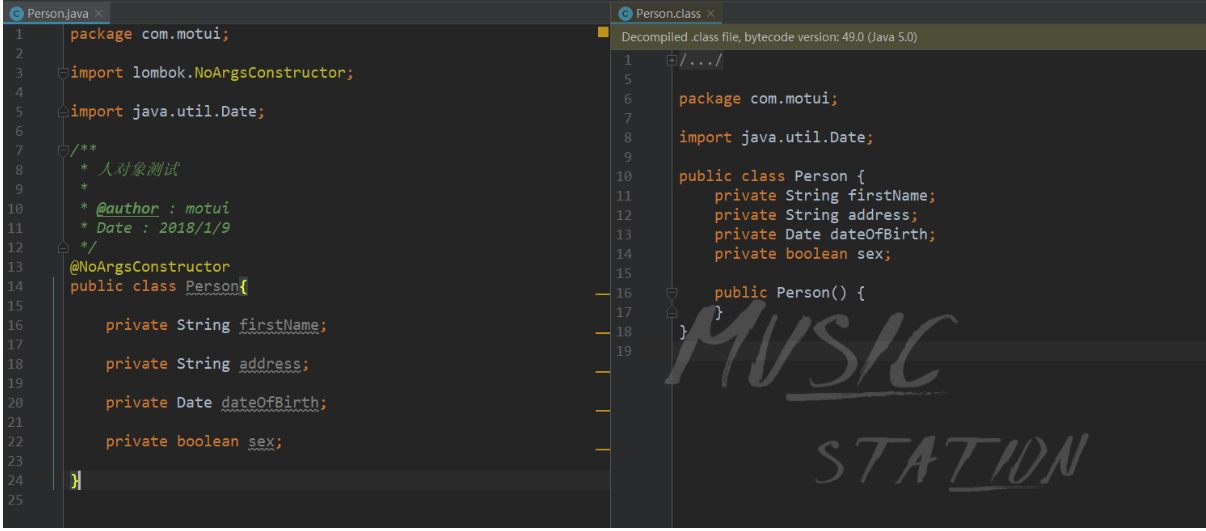 Person.java
1 package com.motui;
2
3 import lombok.NoArgsConstructor;
4
5 import java.util.Date;
6
7 /**
8 * 人对象测试
9 *
10 * @author : motui
11 * Date : 2018/1/9
12 */
13 @NoArgsConstructor
14 public class Person{
15
16 private String firstName;
17
18 private String address;
19
20 private Date dateOfBirth;
21
22 private boolean sex;
23
24 }
25
Person.class
Decompiled .class file, bytecode version: 49.0 (Java 5.0)
1 /.../
5
6 package com.motui;
7
8 import java.util.Date;
9
10 public class Person {
11 private String firstName;
12 private String address;
13 private Date dateOfBirth;
14 private boolean sex;
15
16 public Person() {
17 }
18 }
19
MUSIC
STATION